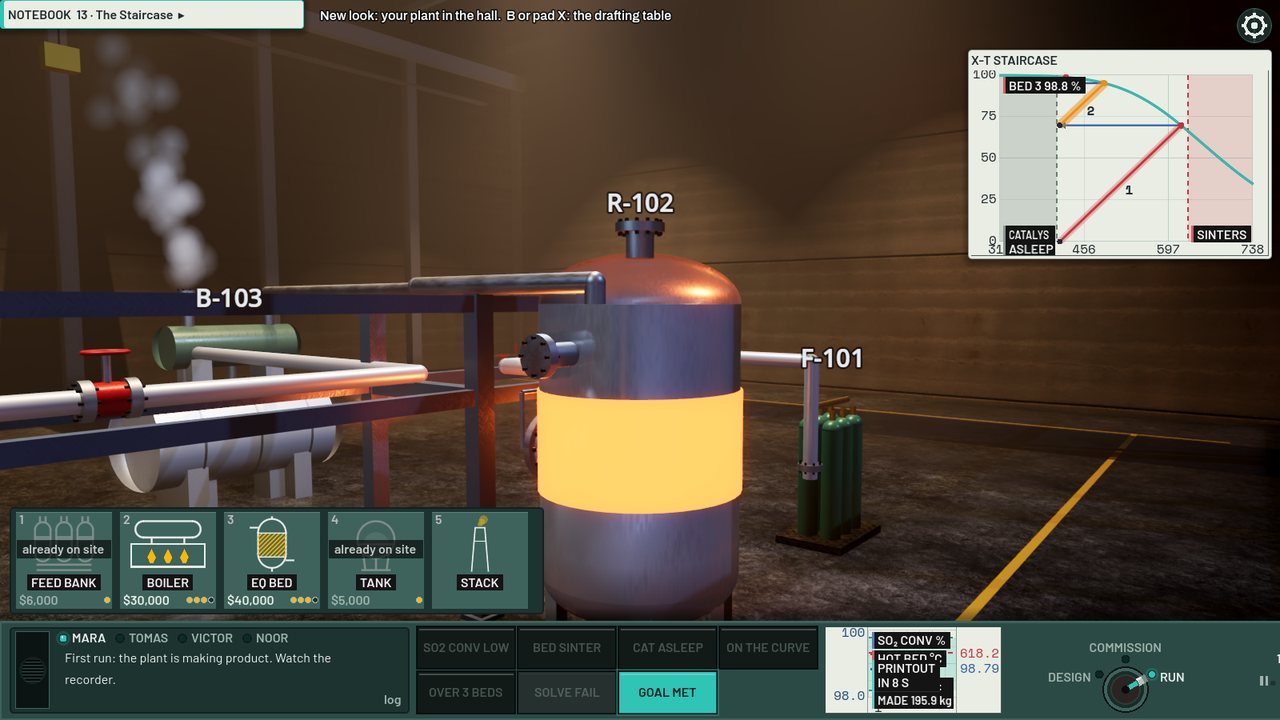 NOTEBOOK 13 · The Staircase ▸
New look: your plant in the hall. B or pad X: the drafting table
X-T STAIRCASE
100
BED 3 98.8 %
2
75
50
1
25
0
CATALYS
ASLEEP
SINTERS
31
456
597
738
R-102
B-103
F-101
1
already on site
FEED BANK
$6,000
2
BOILER
$30,000
3
EQ BED
$40,000
4
already on site
TANK
$5,000
5
STACK
MARA
TOMAS
VICTOR
NOOR
First run: the plant is making product. Watch the
recorder.
log
SO2 CONV LOW
BED SINTER
CAT ASLEEP
ON THE CURVE
OVER 3 BEDS
SOLVE FAIL
GOAL MET
100
SO₂ CONV %
618.2
PRINTOUT
IN 8 S
98.79
98.0
MADE 195.9 kg
COMMISSION
DESIGN
RUN